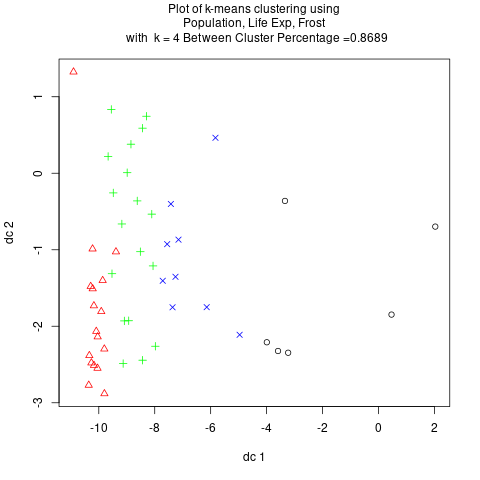 Plot of k-means clustering using
Population, Life Exp, Frost
with k = 4 Between Cluster Percentage =0.8689
1
0
-1
-2
-3
dc 2
-10
-8
-6
-4
-2
0
2
dc 1